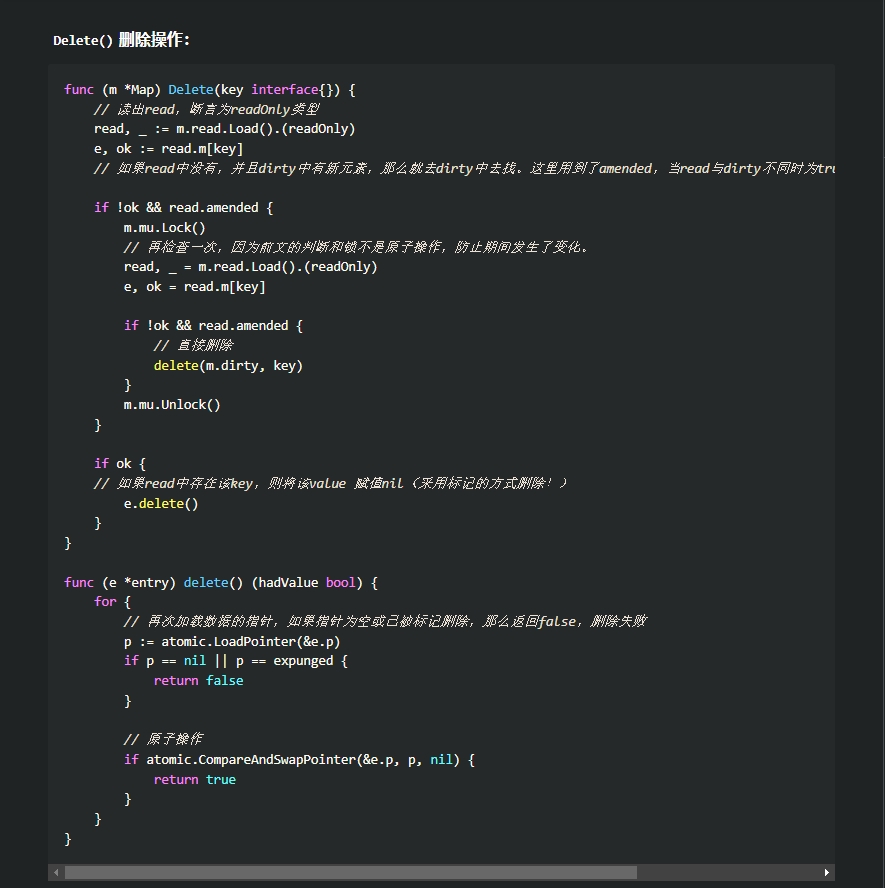 Delete() 删除操作：
func (m *Map) Delete(key interface{}) {
    // 读出read，断言为readOnly类型
    read, _ := m.read.Load().(readOnly)
    e, ok := read.m[key]
    // 如果read中没有，并且dirty中有新元素，那么就去dirty中去找。这里用到了amended，当read与dirty不同时为tru
    if !ok && read.amended {
        m.mu.Lock()
        // 再检查一次，因为前文的判断和锁不是原子操作，防止期间发生了变化。
        read, _ = m.read.Load().(readOnly)
        e, ok = read.m[key]
        if !ok && read.amended {
            // 直接删除
            delete(m.dirty, key)
        }
        m.mu.Unlock()
    }
    if ok {
    // 如果read中存在该key，则将该value 赋值nil（采用标记的方式删除！）
        e.delete()
    }
}
func (e *entry) delete() (hadValue bool) {
    for {
        // 再次加载数据的指针，如果指针为空或已被标记删除，那么返回false，删除失败
        p := atomic.LoadPointer(&e.p)
        if p == nil || p == expunged {
            return false
        }
        // 原子操作
        if atomic.CompareAndSwapPointer(&e.p, p, nil) {
            return true
        }
    }
}